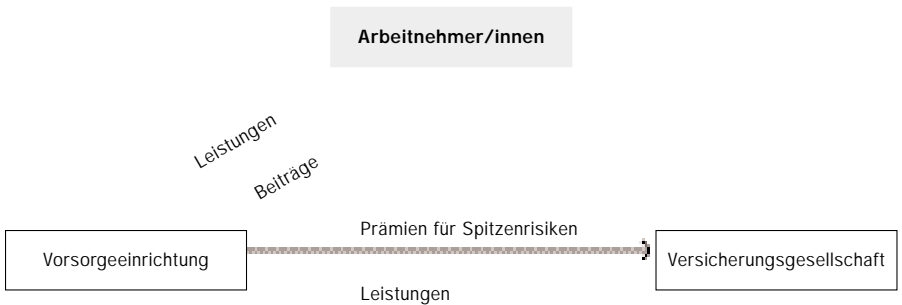 Arbeitnehmer/innen
Leistungen
Beiträge
Prämien für Spitzenrisiken
Vorsorgeeinrichtung
Versicherungsgesellschaft
Leistungen